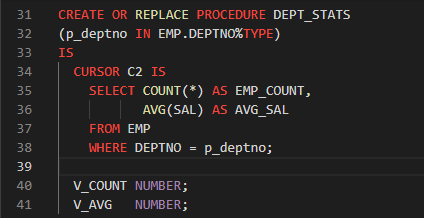 31 CREATE OR REPLACE PROCEDURE DEPT_STATS
32 (p_deptno IN EMP.DEPTNO%TYPE)
33 IS
34   CURSOR C2 IS
35     SELECT COUNT(*) AS EMP_COUNT,
36            AVG(SAL) AS AVG_SAL
37     FROM EMP
38     WHERE DEPTNO = p_deptno;
39
40   V_COUNT NUMBER;
41   V_AVG   NUMBER;